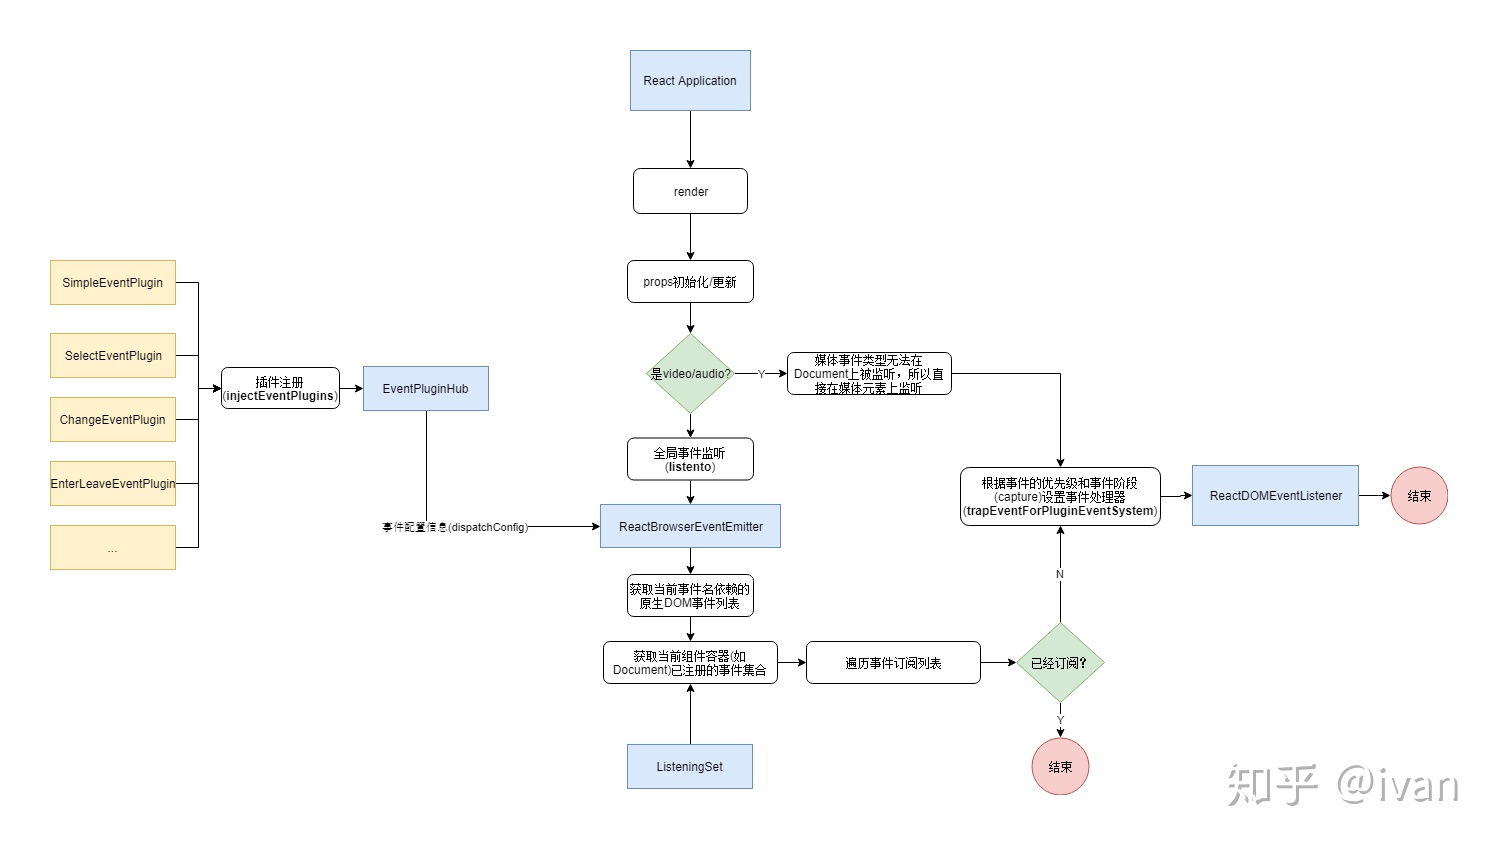 React Application
render
props初始化/更新
是video/audio?
Y
媒体事件类型无法在
Document上被监听，所以直
接在媒体元素上监听
全局事件监听
(listento)
SimpleEventPlugin
SelectEventPlugin
ChangeEventPlugin
EnterLeaveEventPlugin
...
插件注册
(injectEventPlugins)
EventPluginHub
事件配置信息(dispatchConfig)
ReactBrowserEventEmitter
获取当前事件名依赖的
原生DOM事件列表
获取当前组件容器(如
Document)已注册的事件集合
ListeningSet
遍历事件订阅列表
已经订阅？
N
Y
结束
根据事件的优先级和事件阶段
(capture)设置事件处理器
(trapEventForPluginEventSystem)
ReactDOMEventListener
结束
知乎 @ivan